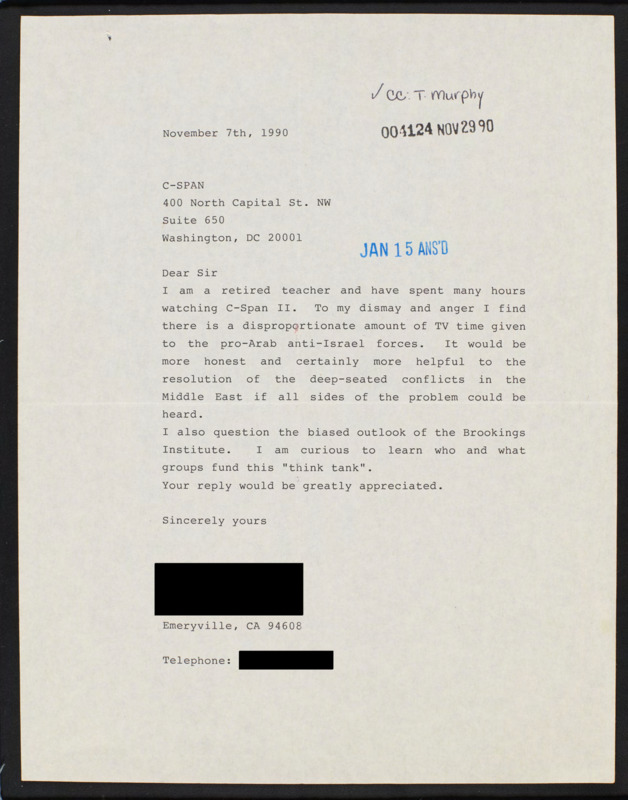 ✓ cc: T. Murphy
November 7th, 1990
004124 NOV 29 90
C-SPAN
400 North Capital St. NW
Suite 650
Washington, DC 20001
JAN 15 ANS'D
Dear Sir
I am a retired teacher and have spent many hours
watching C-Span II. To my dismay and anger I find
there is a disproportionate amount of TV time given
to the pro-Arab anti-Israel forces. It would be
more honest and certainly more helpful to the
resolution of the deep-seated conflicts in the
Middle East if all sides of the problem could be
heard.
I also question the biased outlook of the Brookings
Institute. I am curious to learn who and what
groups fund this "think tank".
Your reply would be greatly appreciated.
Sincerely yours
Emeryville, CA 94608
Telephone: